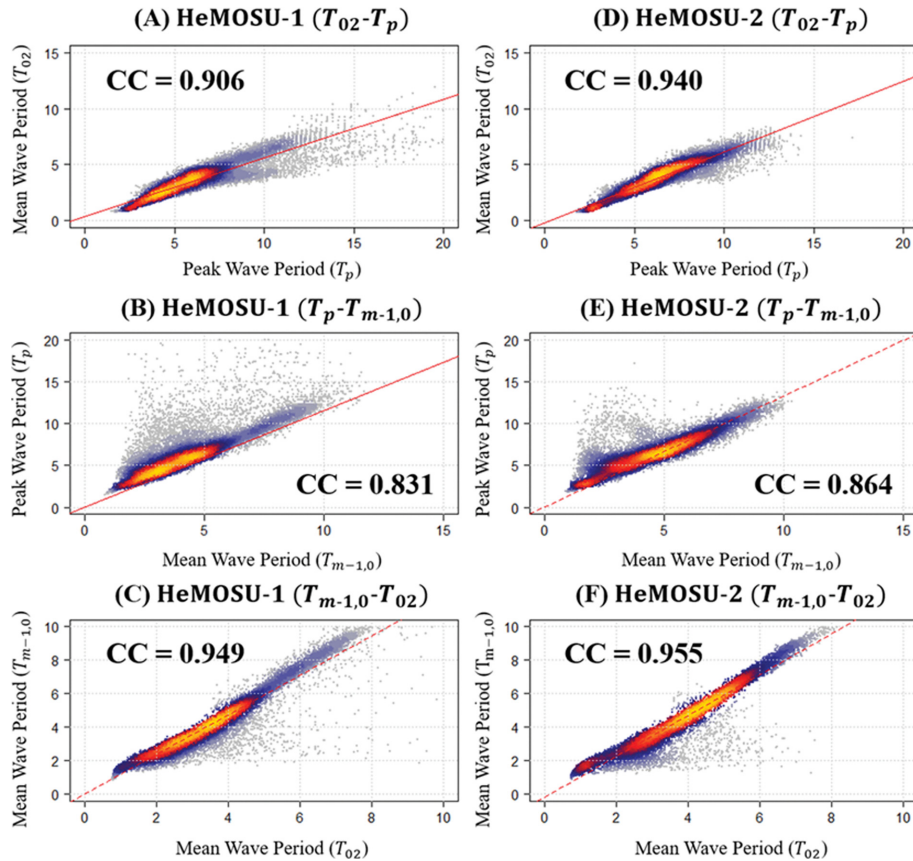 (A) HeMOSU-1 (T02-Tp)
Mean Wave Period (T02)
15
10
5
0
CC = 0.906
0 5 10 15 20
Peak Wave Period (Tp)
(D) HeMOSU-2 (T02-Tp)
Mean Wave Period (T02)
15
10
5
0
CC = 0.940
0 5 10 15 20
Peak Wave Period (Tp)
(B) HeMOSU-1 (Tp-Tm-1,0)
Peak Wave Period (Tp)
20
15
10
5
0
CC = 0.831
0 5 10 15
Mean Wave Period (Tm−1,0)
(E) HeMOSU-2 (Tp-Tm-1,0)
Peak Wave Period (Tp)
20
15
10
5
0
CC = 0.864
0 5 10 15
Mean Wave Period (Tm−1,0)
(C) HeMOSU-1 (Tm-1,0-T02)
Mean Wave Period (Tm−1,0)
10
8
6
4
2
0
CC = 0.949
0 2 4 6 8 10
Mean Wave Period (T02)
(F) HeMOSU-2 (Tm-1,0-T02)
Mean Wave Period (Tm−1,0)
10
8
6
4
2
0
CC = 0.955
0 2 4 6 8 10
Mean Wave Period (T02)